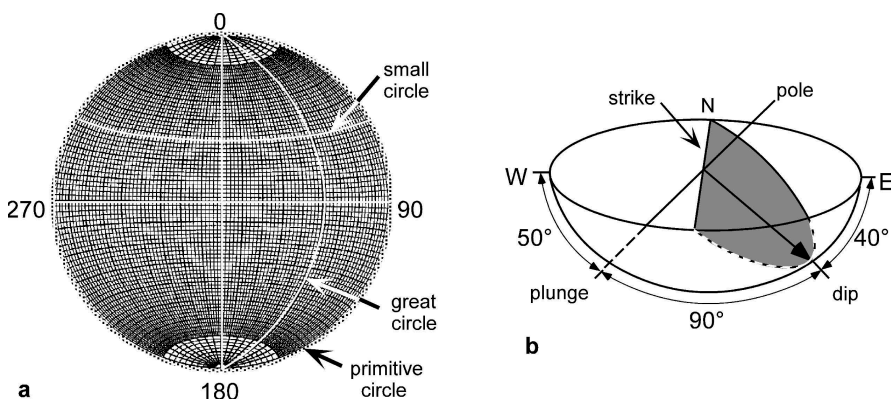 0
small
circle
270
90
great
circle
primitive
circle
180
a
strike
N
pole
W
E
50°
40°
plunge
dip
90°
b